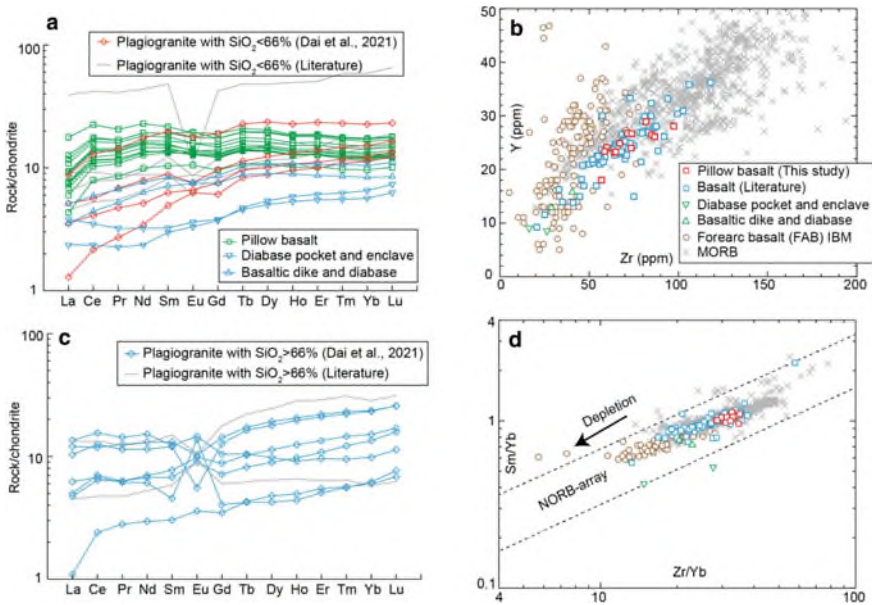 a
Plagiogranite with SiO₂<66% (Dai et al., 2021)
Plagiogranite with SiO₂<66% (Literature)
100
10
1
Rock/chondrite
Pillow basalt
Diabase pocket and enclave
Basaltic dike and diabase
La Ce Pr Nd Sm Eu Gd Tb Dy Ho Er Tm Yb Lu
b
50
40
30
20
10
0
Y (ppm)
Pillow basalt (This study)
Basalt (Literature)
Diabase pocket and enclave
Basaltic dike and diabase
Forearc basalt (FAB) IBM
MORB
Zr (ppm)
0 50 100 150 200
c
Plagiogranite with SiO₂>66% (Dai et al., 2021)
Plagiogranite with SiO₂>66% (Literature)
100
10
1
Rock/chondrite
La Ce Pr Nd Sm Eu Gd Tb Dy Ho Er Tm Yb Lu
d
4
1
0.1
Sm/Yb
Depletion
NORB-array
Zr/Yb
4 10 100